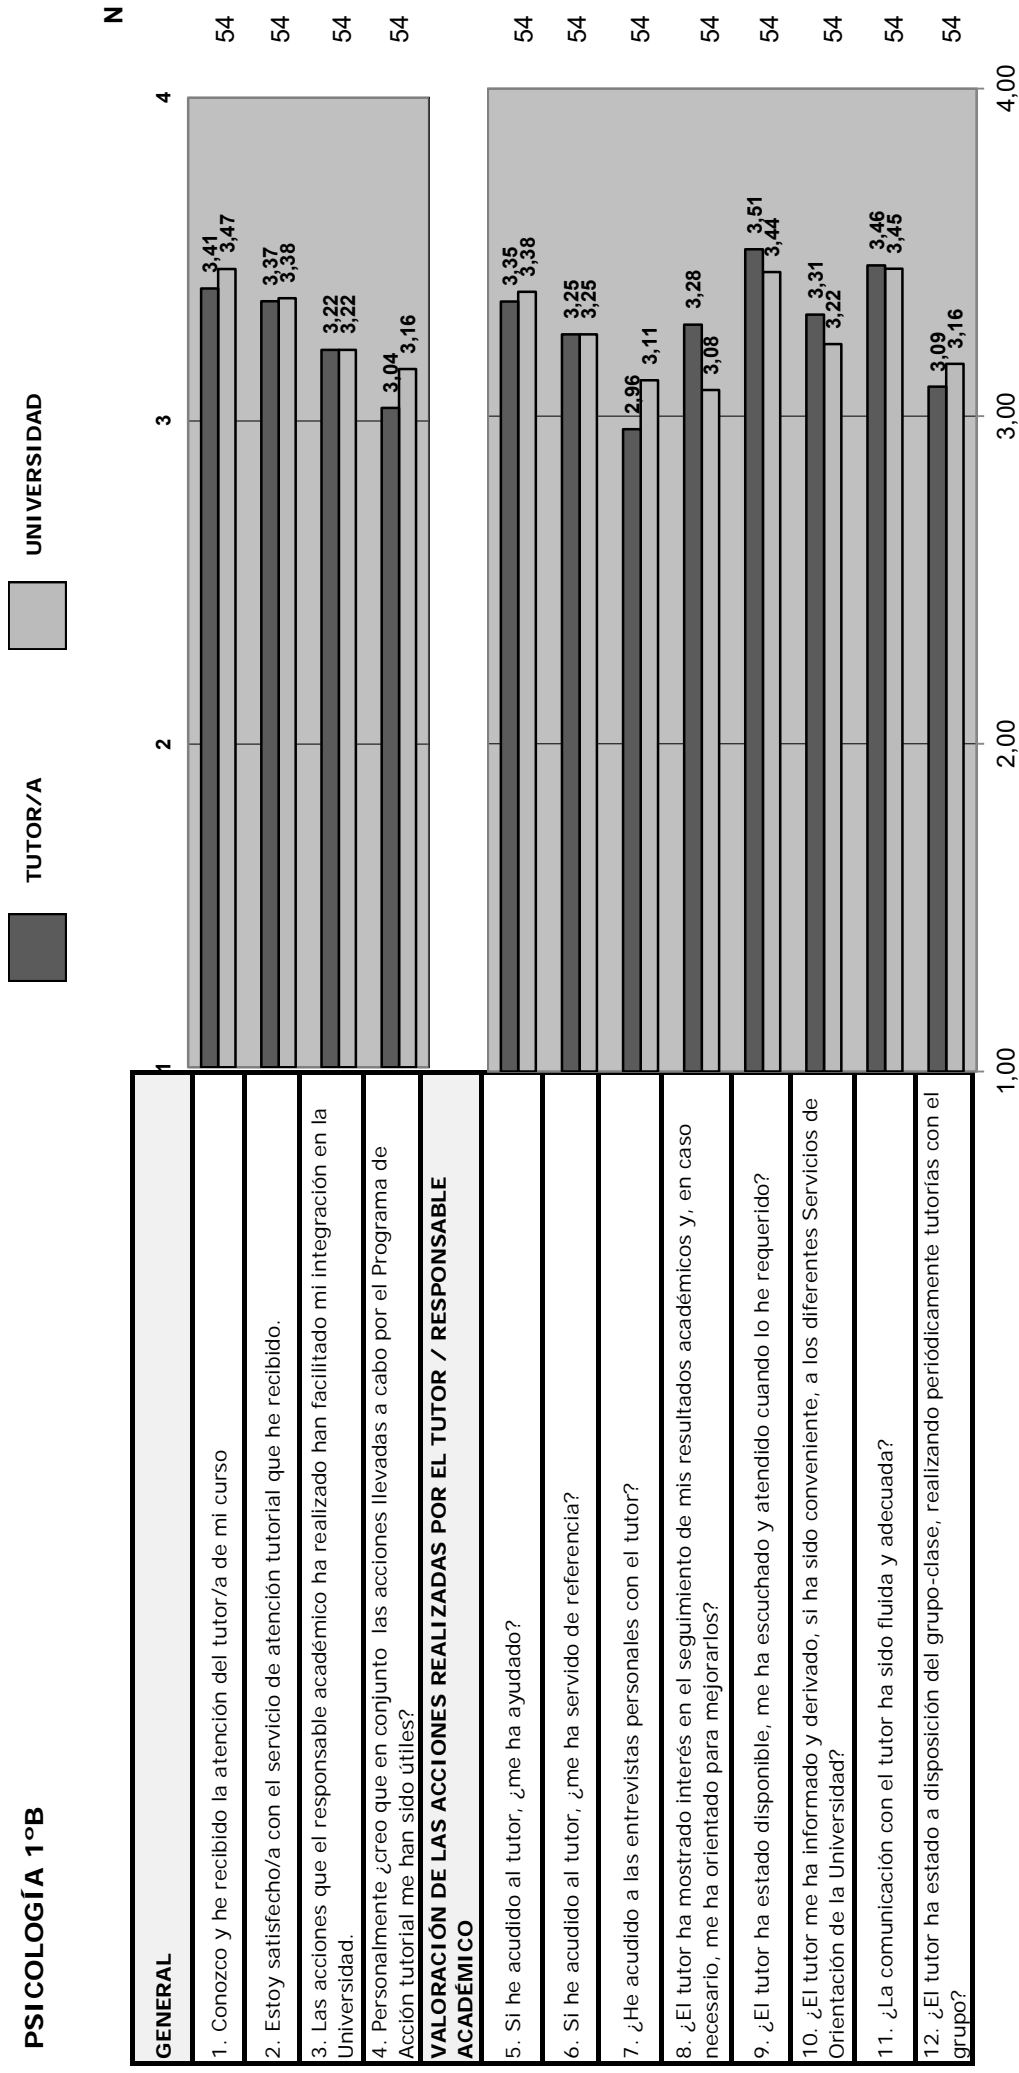 PSICOLOGÍA 1ºB
TUTOR/A
UNIVERSIDAD
N
GENERAL
1
2
3
4
1. Conozco y he recibido la atención del tutor/a de mi curso
3,41
3,47
54
2. Estoy satisfecho/a con el servicio de atención tutorial que he recibido.
3,37
3,38
54
3. Las acciones que el responsable académico ha realizado han facilitado mi integración en la
Universidad.
3,22
3,22
54
4. Personalmente ¿creo que en conjunto las acciones llevadas a cabo por el Programa de
Acción tutorial me han sido útiles?
3,04
3,16
54
VALORACIÓN DE LAS ACCIONES REALIZADAS POR EL TUTOR / RESPONSABLE
ACADÉMICO
5. Si he acudido al tutor, ¿me ha ayudado?
3,35
3,38
54
6. Si he acudido al tutor, ¿me ha servido de referencia?
3,25
3,25
54
7. ¿He acudido a las entrevistas personales con el tutor?
2,96
3,11
54
8. ¿El tutor ha mostrado interés en el seguimiento de mis resultados académicos y, en caso
necesario, me ha orientado para mejorarlos?
3,28
3,08
54
9. ¿El tutor ha estado disponible, me ha escuchado y atendido cuando lo he requerido?
3,51
3,44
54
10. ¿El tutor me ha informado y derivado, si ha sido conveniente, a los diferentes Servicios de
Orientación de la Universidad?
3,31
3,22
54
11. ¿La comunicación con el tutor ha sido fluida y adecuada?
3,46
3,45
54
12. ¿El tutor ha estado a disposición del grupo-clase, realizando periódicamente tutorías con el
grupo?
3,09
3,16
54
1,00
2,00
3,00
4,00